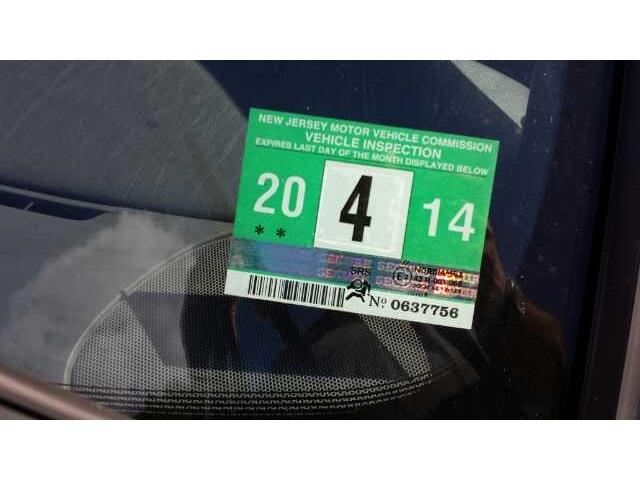 NEW JERSEY MOTOR VEHICLE COMMISSION
VEHICLE INSPECTION
EXPIRES LAST DAY OF THE MONTH DISPLAYED BELOW
20 4 14
**
SRS
Nº 0637756